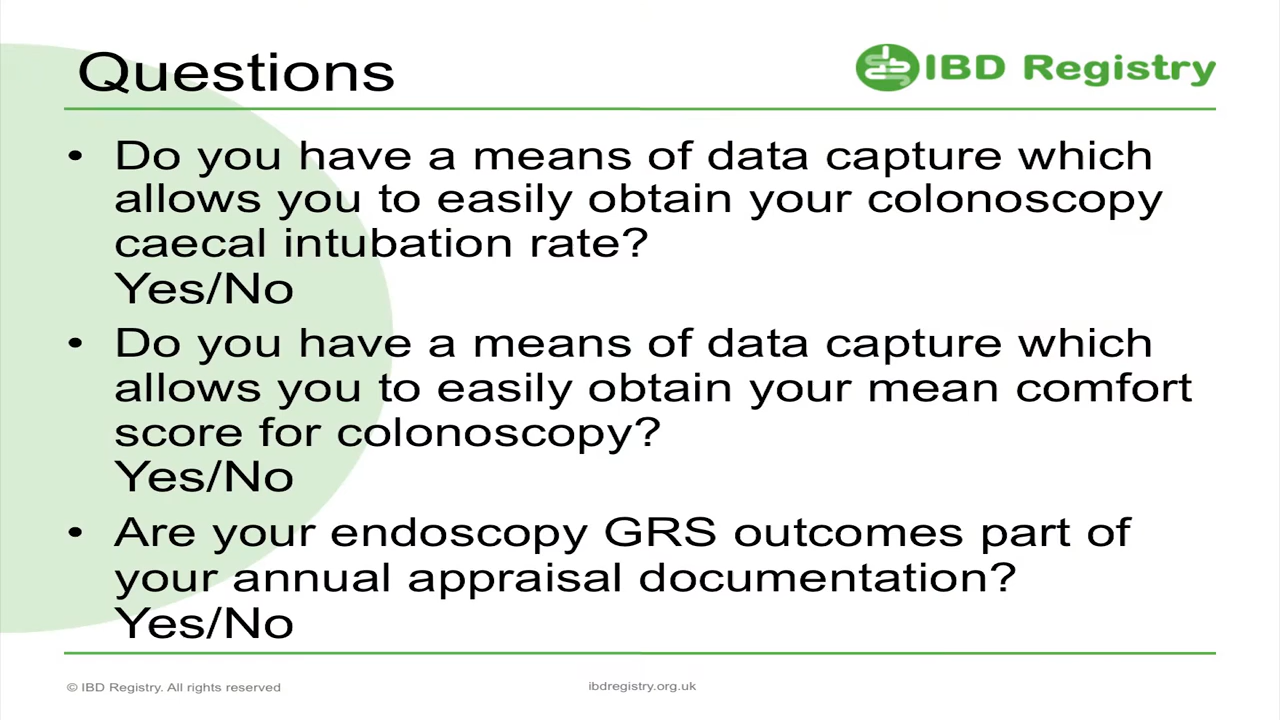 Questions
IBD Registry
• Do you have a means of data capture which
allows you to easily obtain your colonoscopy
caecal intubation rate?
Yes/No
• Do you have a means of data capture which
allows you to easily obtain your mean comfort
score for colonoscopy?
Yes/No
• Are your endoscopy GRS outcomes part of
your annual appraisal documentation?
Yes/No
© IBD Registry. All rights reserved
ibdregistry.org.uk